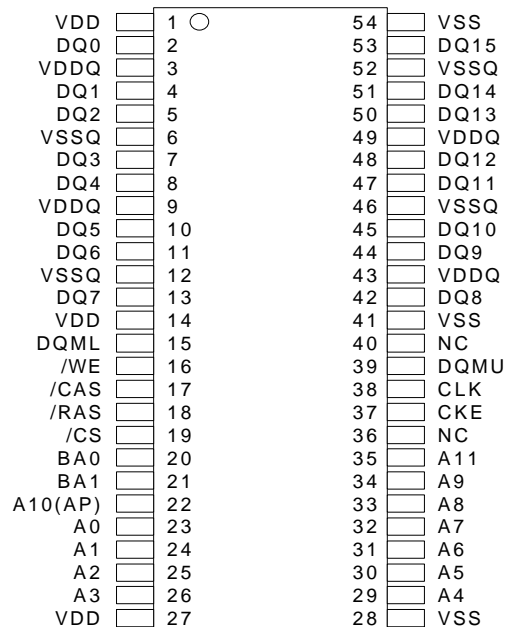 VDD 1 54 VSS
DQ0 2 53 DQ15
VDDQ 3 52 VSSQ
DQ1 4 51 DQ14
DQ2 5 50 DQ13
VSSQ 6 49 VDDQ
DQ3 7 48 DQ12
DQ4 8 47 DQ11
VDDQ 9 46 VSSQ
DQ5 10 45 DQ10
DQ6 11 44 DQ9
VSSQ 12 43 VDDQ
DQ7 13 42 DQ8
VDD 14 41 VSS
DQML 15 40 NC
/WE 16 39 DQMU
/CAS 17 38 CLK
/RAS 18 37 CKE
/CS 19 36 NC
BA0 20 35 A11
BA1 21 34 A9
A10(AP) 22 33 A8
A0 23 32 A7
A1 24 31 A6
A2 25 30 A5
A3 26 29 A4
VDD 27 28 VSS